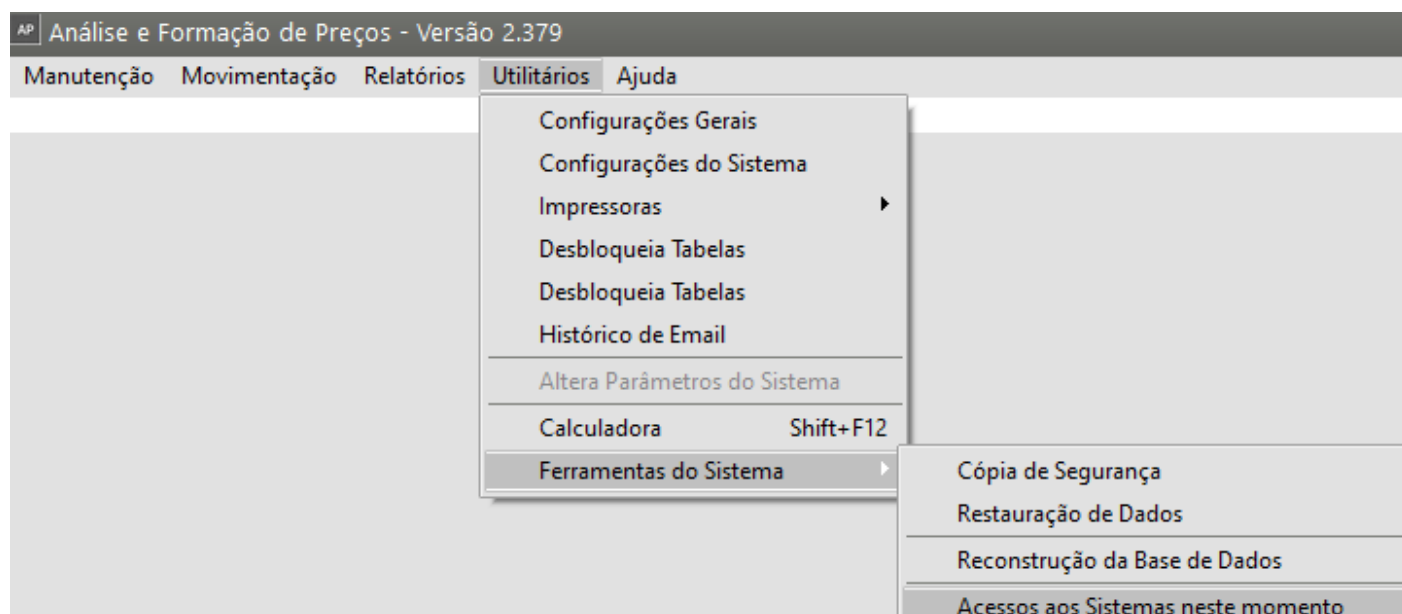 AP Análise e Formação de Preços - Versão 2.379
Manutenção Movimentação Relatórios Utilitários Ajuda
Configurações Gerais
Configurações do Sistema
Impressoras
Desbloqueia Tabelas
Desbloqueia Tabelas
Histórico de Email
Altera Parâmetros do Sistema
Calculadora Shift+F12
Ferramentas do Sistema
Cópia de Segurança
Restauração de Dados
Reconstrução da Base de Dados
Acessos aos Sistemas neste momento